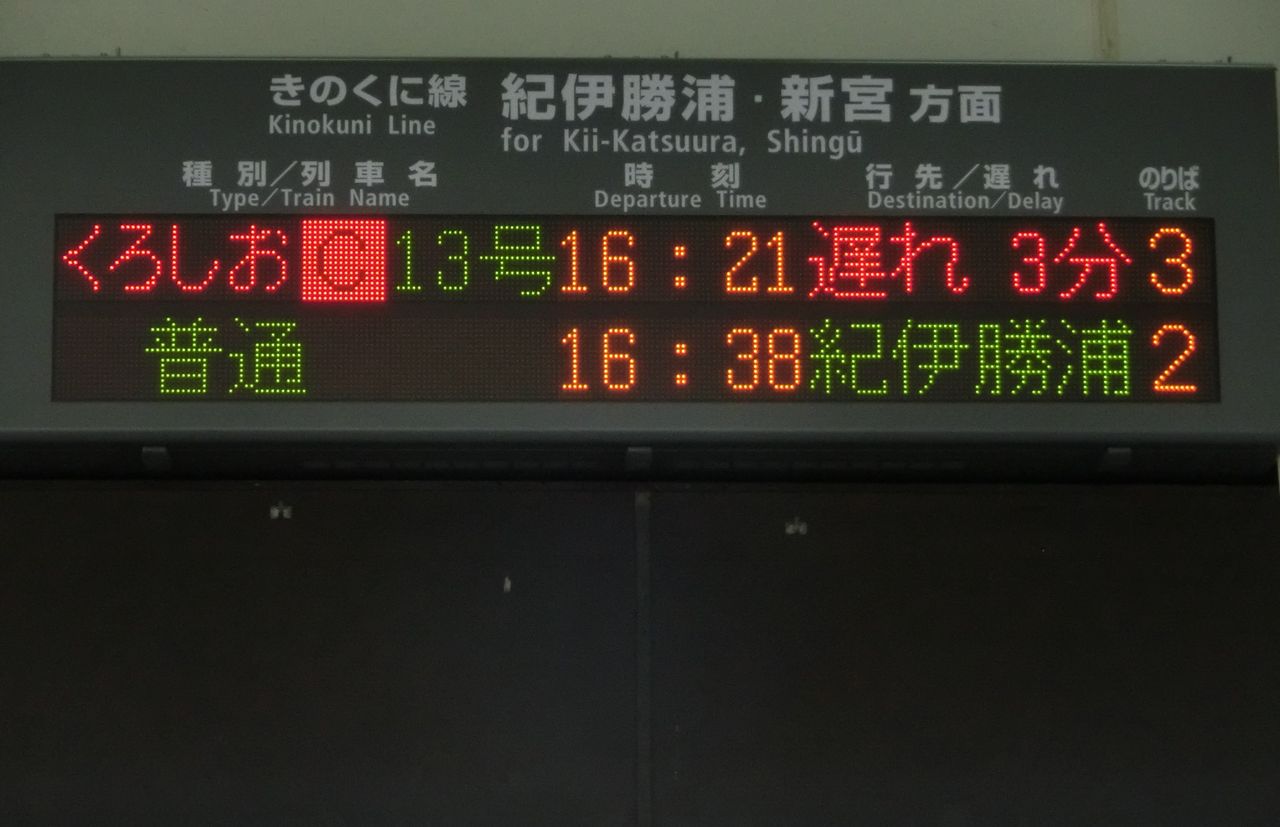 きのくに線 紀伊勝浦・新宮方面
Kinokuni Line for Kii-Katsuura, Shingū
種別／列車名 時刻 行先／遅れ のりば
Type／Train Name Departure Time Destination／Delay Track
くろしお C 13号 16:21 遅れ 3分 3
普通 16:38 紀伊勝浦 2